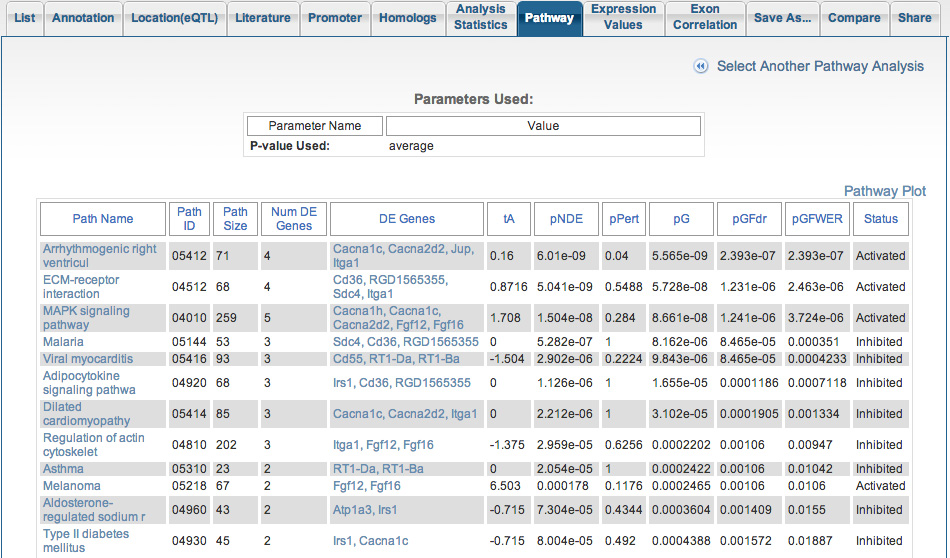 List Annotation Location(eQTL) Literature Promoter Homologs Analysis Statistics Pathway Expression Values Exon Correlation Save As... Compare Share
Select Another Pathway Analysis
Parameters Used:
Parameter Name Value
P-value Used: average
Pathway Plot
Path Name Path ID Path Size Num DE Genes DE Genes tA pNDE pPert pG pGFdr pGFWER Status
Arrhythmogenic right ventricul 05412 71 4 Cacna1c, Cacna2d2, Jup, Itga1 0.16 6.01e-09 0.04 5.565e-09 2.393e-07 2.393e-07 Activated
ECM-receptor interaction 04512 68 4 Cd36, RGD1565355, Sdc4, Itga1 0.8716 5.041e-09 0.5488 5.728e-08 1.231e-06 2.463e-06 Activated
MAPK signaling pathway 04010 259 5 Cacna1h, Cacna1c, Cacna2d2, Fgf12, Fgf16 1.708 1.504e-08 0.284 8.661e-08 1.241e-06 3.724e-06 Activated
Malaria 05144 53 3 Sdc4, Cd36, RGD1565355 0 5.282e-07 1 8.162e-06 8.465e-05 0.000351 Inhibited
Viral myocarditis 05416 93 3 Cd55, RT1-Da, RT1-Ba -1.504 2.902e-06 0.2224 9.843e-06 8.465e-05 0.0004233 Inhibited
Adipocytokine signaling pathwa 04920 68 3 Irs1, Cd36, RGD1565355 0 1.126e-06 1 1.655e-05 0.0001186 0.0007118 Inhibited
Dilated cardiomyopathy 05414 85 3 Cacna1c, Cacna2d2, Itga1 0 2.212e-06 1 3.102e-05 0.0001905 0.001334 Inhibited
Regulation of actin cytoskelet 04810 202 3 Itga1, Fgf12, Fgf16 -1.375 2.959e-05 0.6256 0.0002202 0.00106 0.00947 Inhibited
Asthma 05310 23 2 RT1-Da, RT1-Ba 0 2.054e-05 1 0.0002422 0.00106 0.01042 Inhibited
Melanoma 05218 67 2 Fgf12, Fgf16 6.503 0.000178 0.1176 0.0002465 0.00106 0.0106 Activated
Aldosterone-regulated sodium r 04960 43 2 Atp1a3, Irs1 -0.715 7.304e-05 0.4344 0.0003604 0.001409 0.0155 Inhibited
Type II diabetes mellitus 04930 45 2 Irs1, Cacna1c -0.715 8.004e-05 0.492 0.0004388 0.001572 0.01887 Inhibited